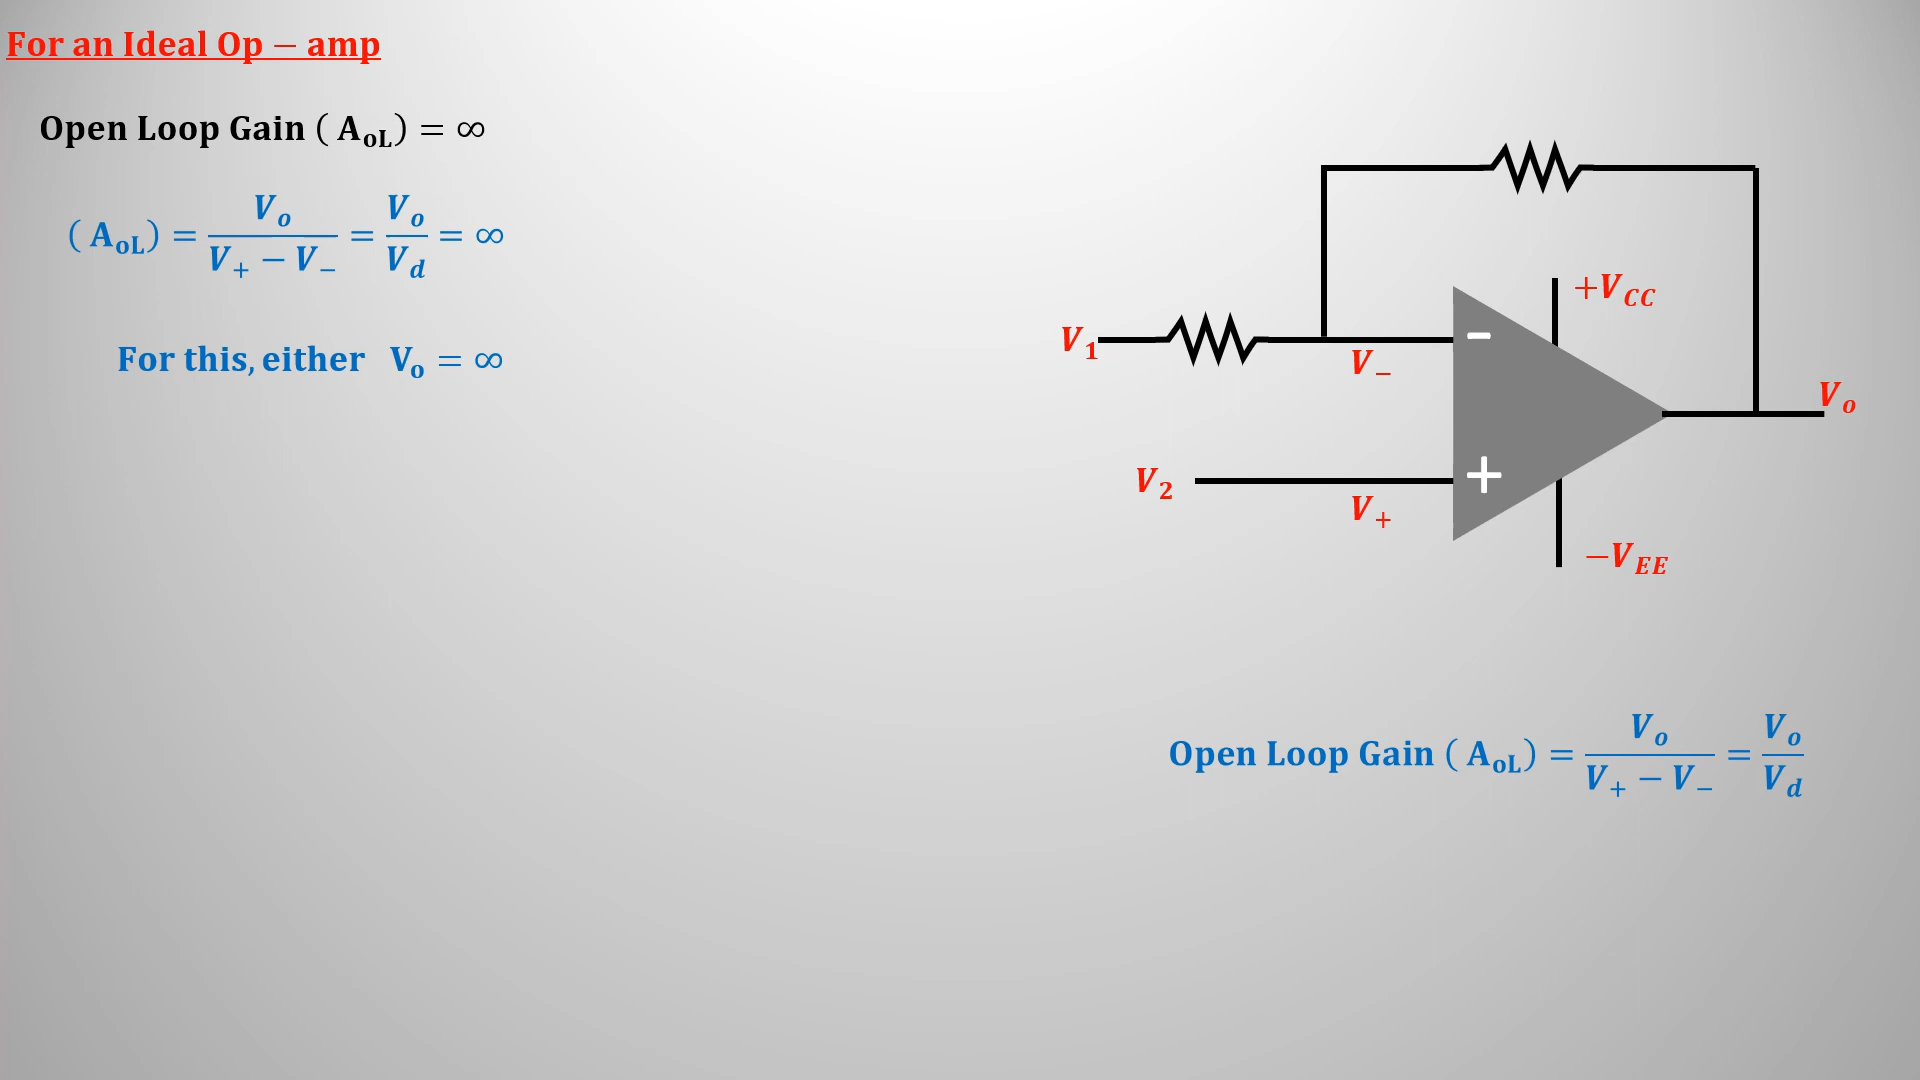 For an Ideal Op − amp
Open Loop Gain ( A_oL) = ∞
( A_oL) = V_o / (V_+ − V_−) = V_o / V_d = ∞
For this, either V_o = ∞
+V_CC
V_1
−
V_−
V_o
V_2
+
V_+
−V_EE
Open Loop Gain ( A_oL) = V_o / (V_+ − V_−) = V_o / V_d